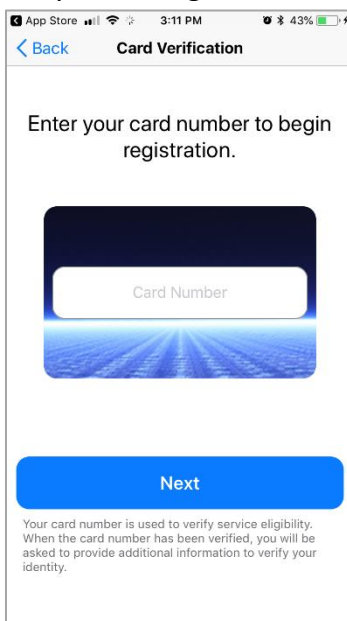 App Store 3:11 PM 43%
Back Card Verification
Enter your card number to begin
registration.
Card Number
Next
Your card number is used to verify service eligibility.
When the card number has been verified, you will be
asked to provide additional information to verify your
identity.